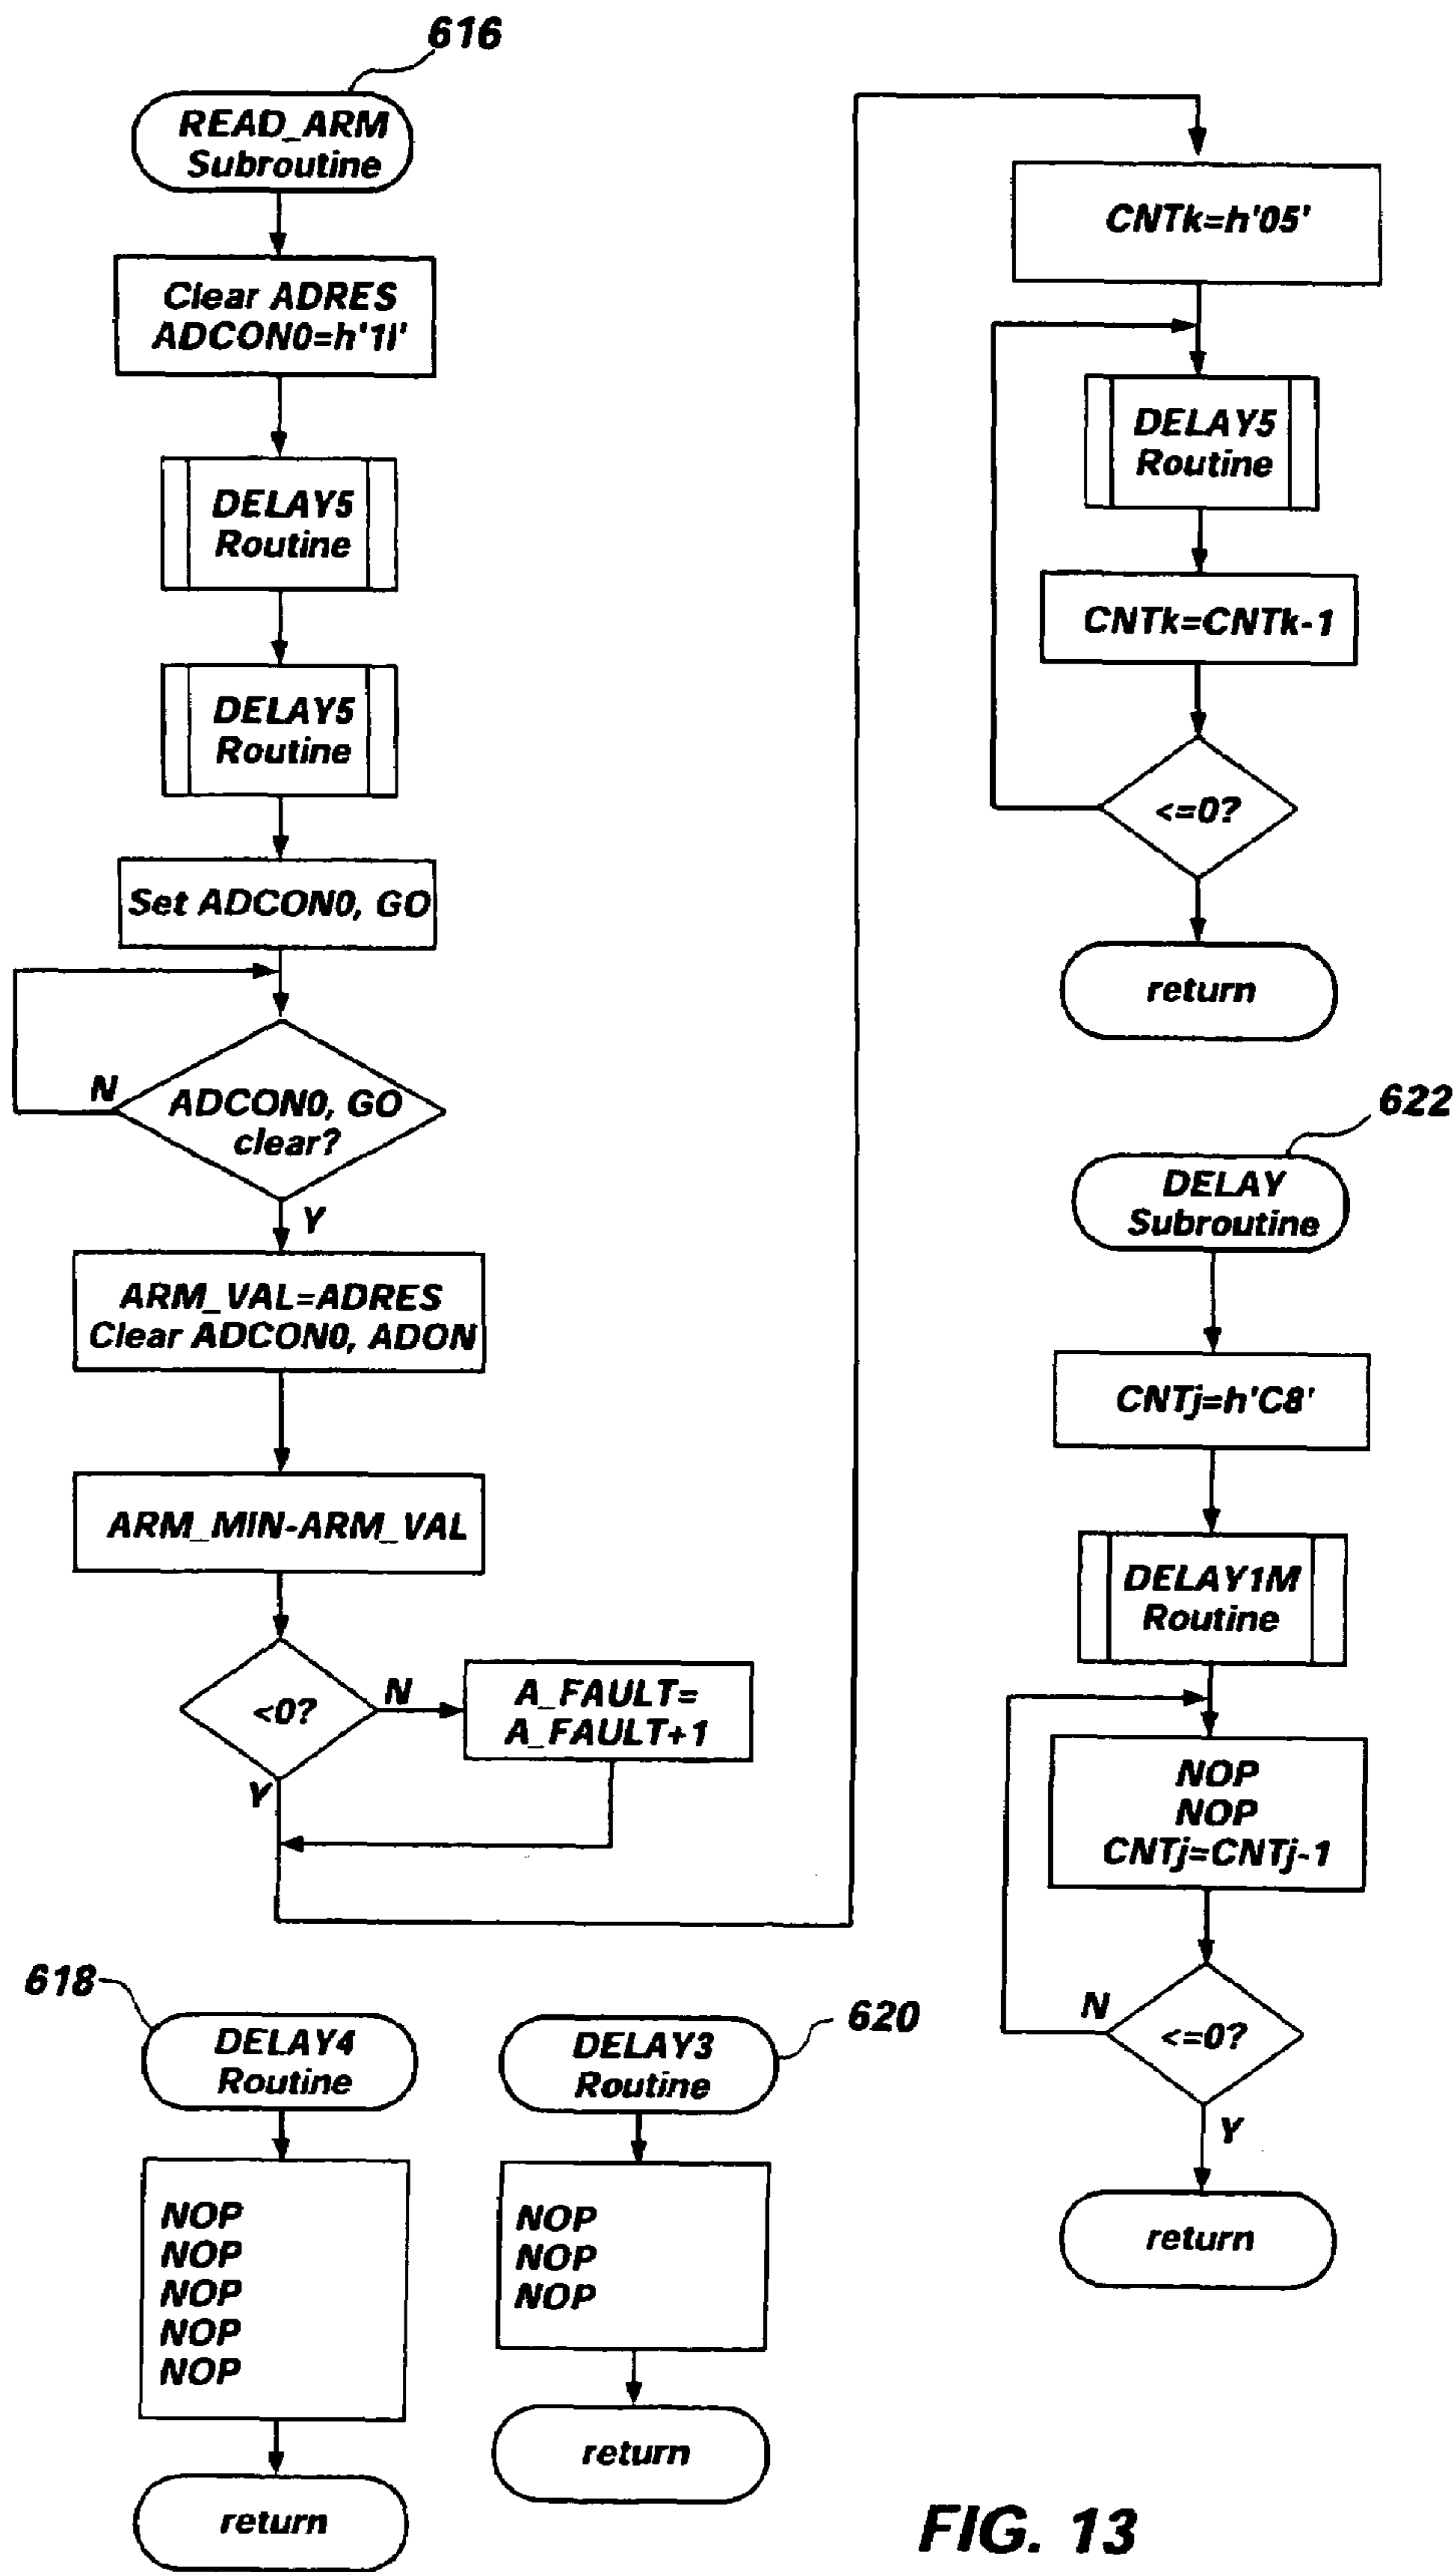 616
READ_ARM
Subroutine
Clear ADRES
ADCON0=h'1I'
DELAY5
Routine
DELAY5
Routine
Set ADCON0, GO
N
ADCON0, GO
clear?
Y
ARM_VAL=ADRES
Clear ADCON0, ADON
ARM_MIN-ARM_VAL
<0?
N
A_FAULT=
A_FAULT+1
Y
CNTk=h'05'
DELAY5
Routine
CNTk=CNTk-1
<=0?
return
622
DELAY
Subroutine
CNTj=h'C8'
DELAY1M
Routine
NOP
NOP
CNTj=CNTj-1
N
<=0?
Y
return
618
DELAY4
Routine
NOP
NOP
NOP
NOP
NOP
return
620
DELAY3
Routine
NOP
NOP
NOP
return
FIG. 13